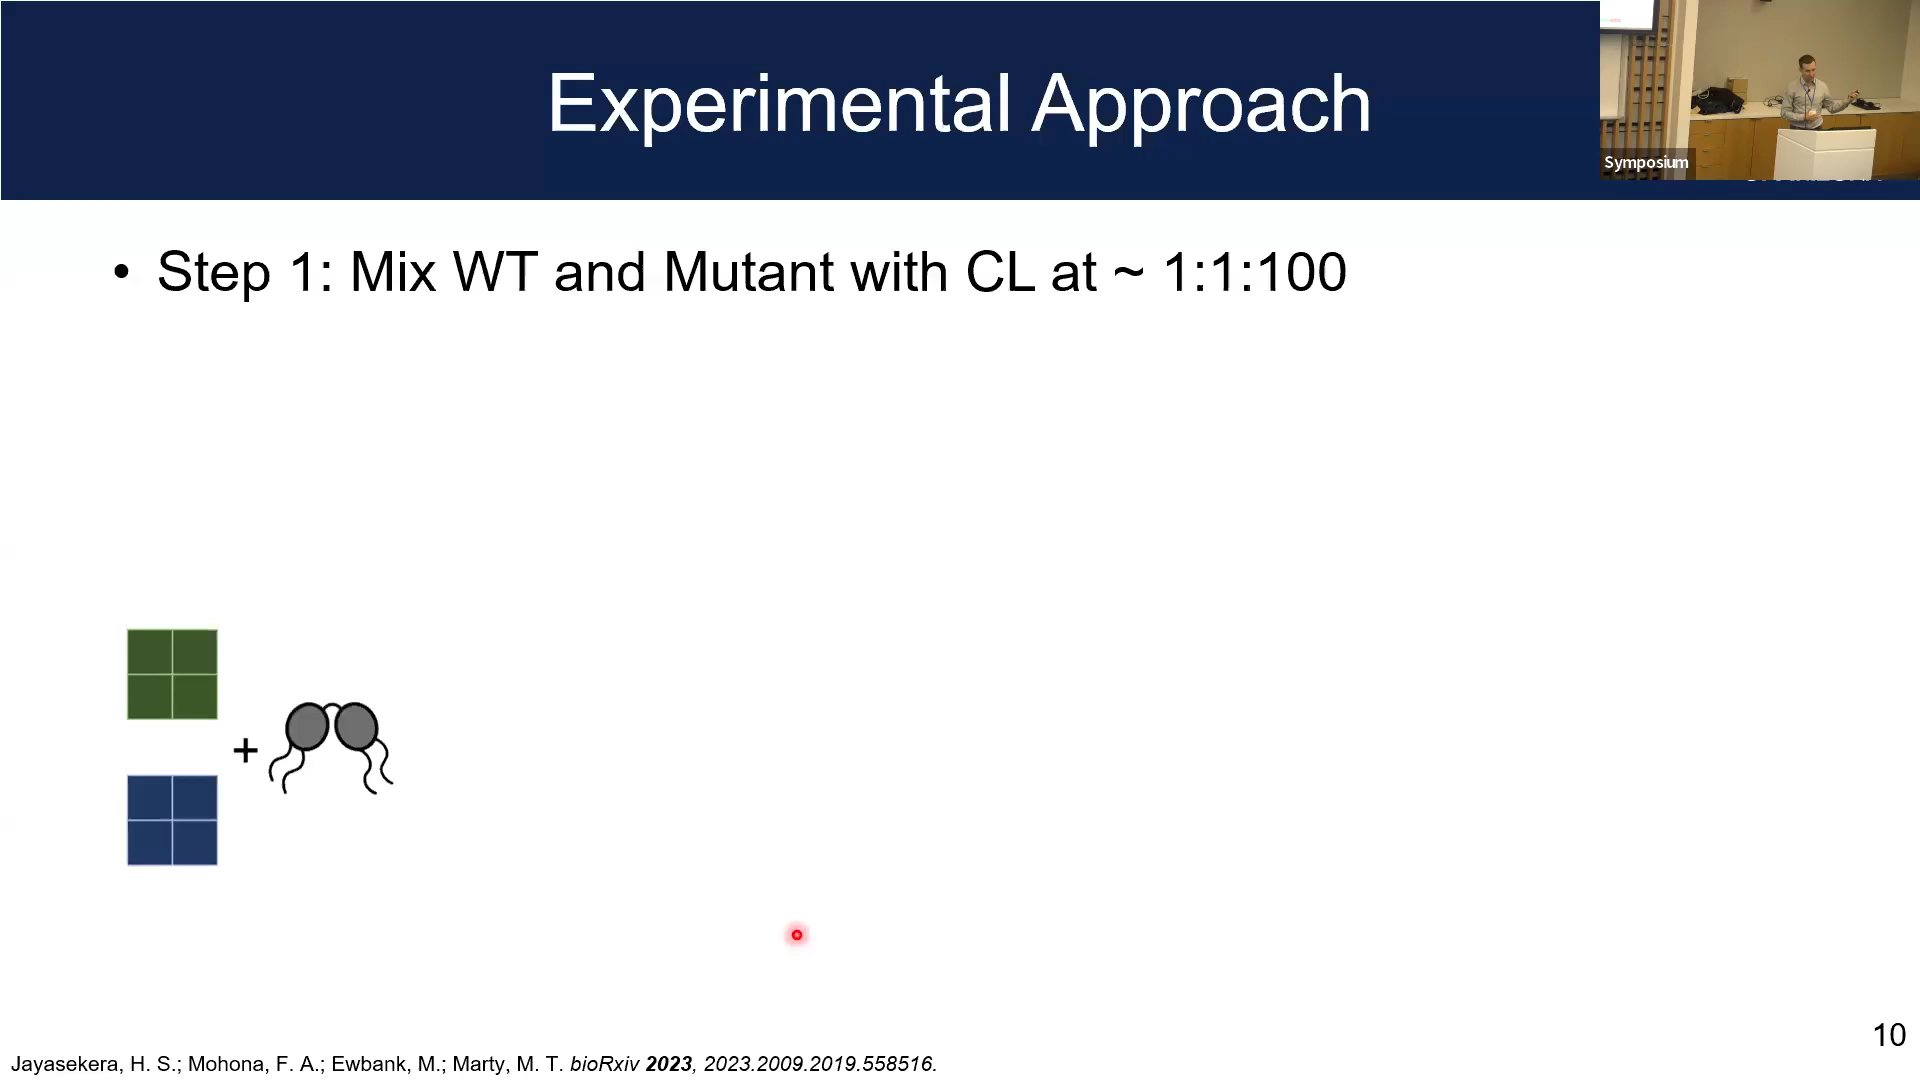 Experimental Approach
Symposium
• Step 1: Mix WT and Mutant with CL at ~ 1:1:100
+
10
Jayasekera, H. S.; Mohona, F. A.; Ewbank, M.; Marty, M. T. bioRxiv 2023, 2023.2009.2019.558516.